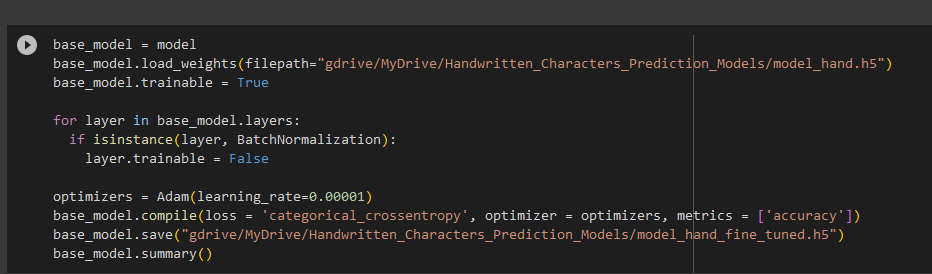 base_model = model
base_model.load_weights(filepath="gdrive/MyDrive/Handwritten_Characters_Prediction_Models/model_hand.h5")
base_model.trainable = True
for layer in base_model.layers:
  if isinstance(layer, BatchNormalization):
    layer.trainable = False
optimizers = Adam(learning_rate=0.00001)
base_model.compile(loss = 'categorical_crossentropy', optimizer = optimizers, metrics = ['accuracy'])
base_model.save("gdrive/MyDrive/Handwritten_Characters_Prediction_Models/model_hand_fine_tuned.h5")
base_model.summary()